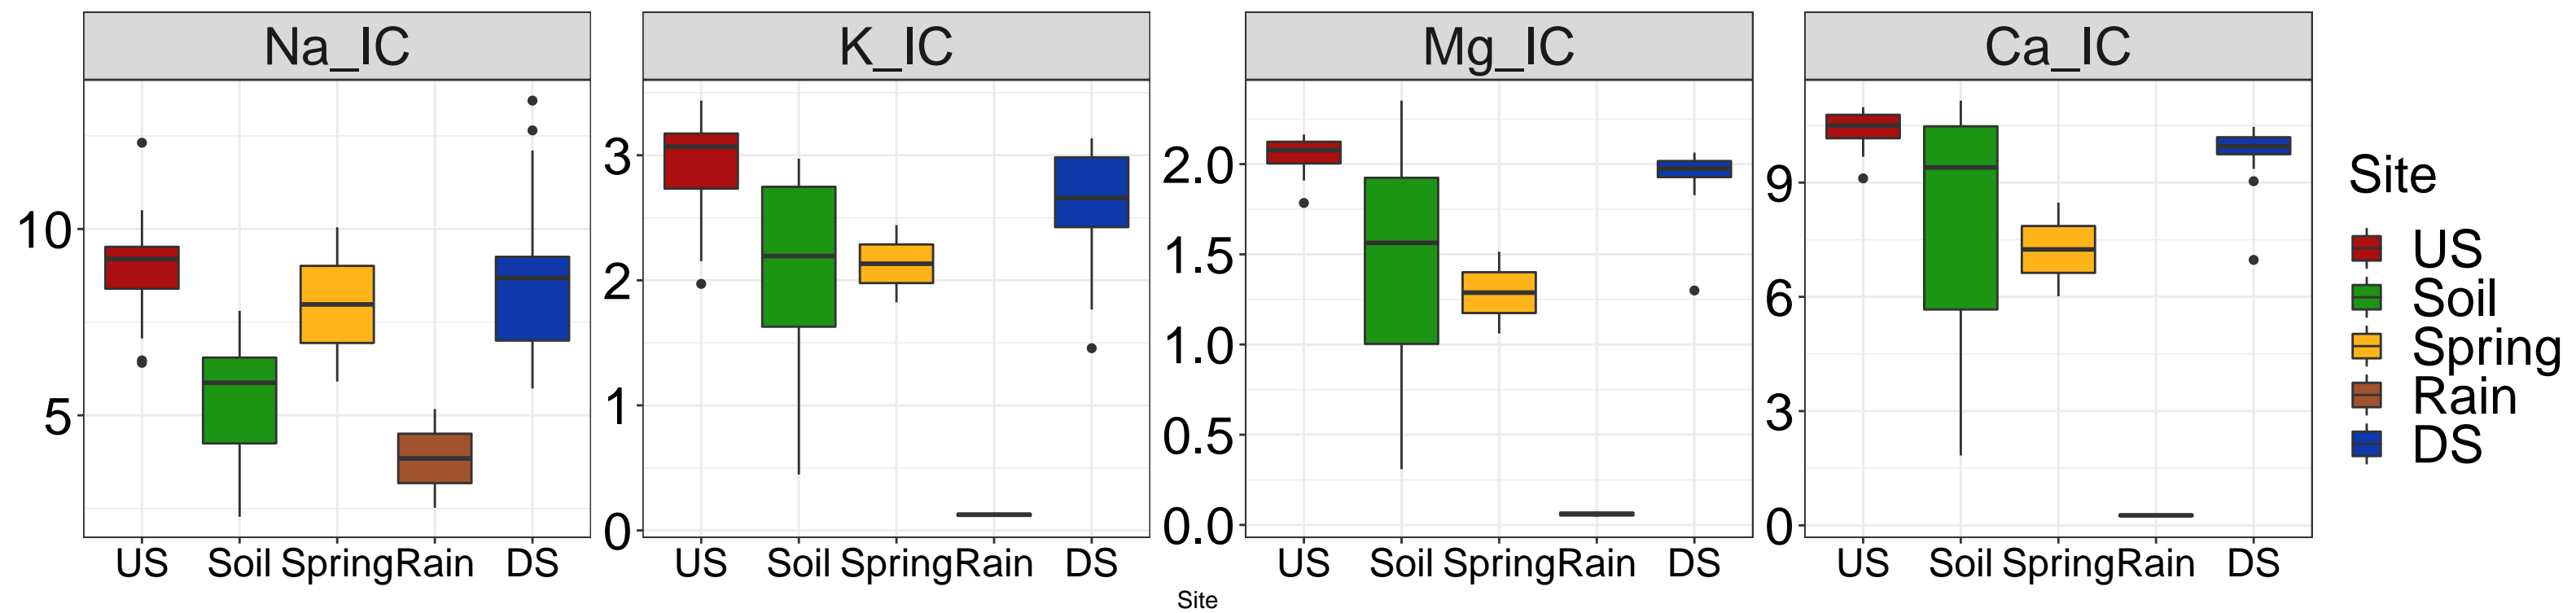 Na_IC K_IC Mg_IC Ca_IC
10
5
3
2
1
0
2.0
1.5
1.0
0.5
0.0
9
6
3
0
US Soil Spring Rain DS
US Soil Spring Rain DS
US Soil Spring Rain DS
US Soil Spring Rain DS
Site
Site
US
Soil
Spring
Rain
DS